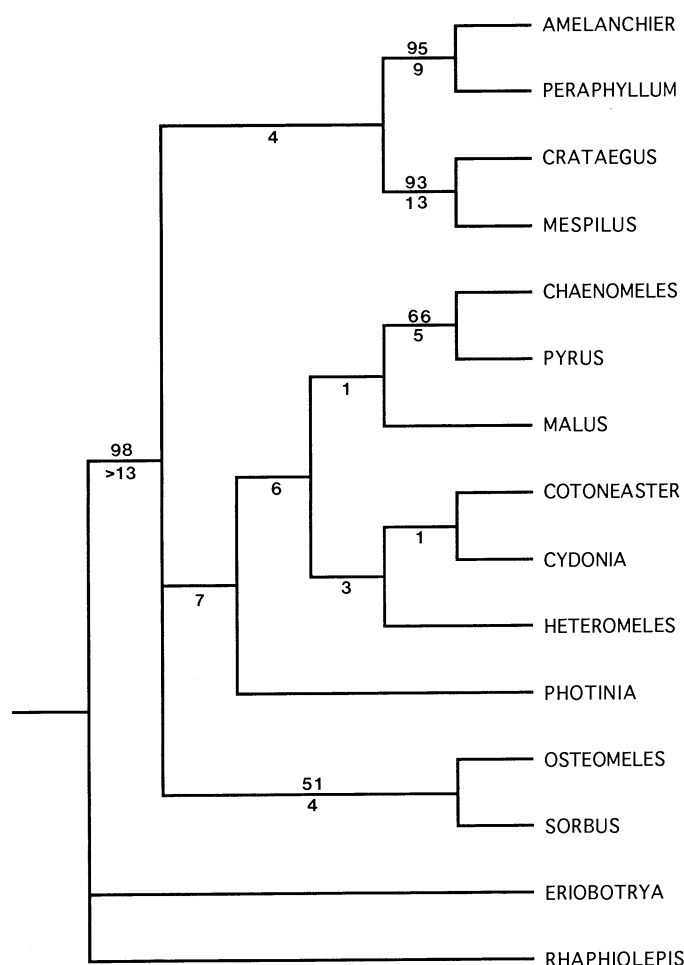 AMELANCHIER
95
9
PERAPHYLLUM
4
CRATAEGUS
93
13
MESPILUS
CHAENOMELES
66
5
PYRUS
1
MALUS
98
>13
6
COTONEASTER
1
CYDONIA
3
7
HETEROMELES
PHOTINIA
OSTEOMELES
51
4
SORBUS
ERIOBOTRYA
RHAPHIOLEPIS